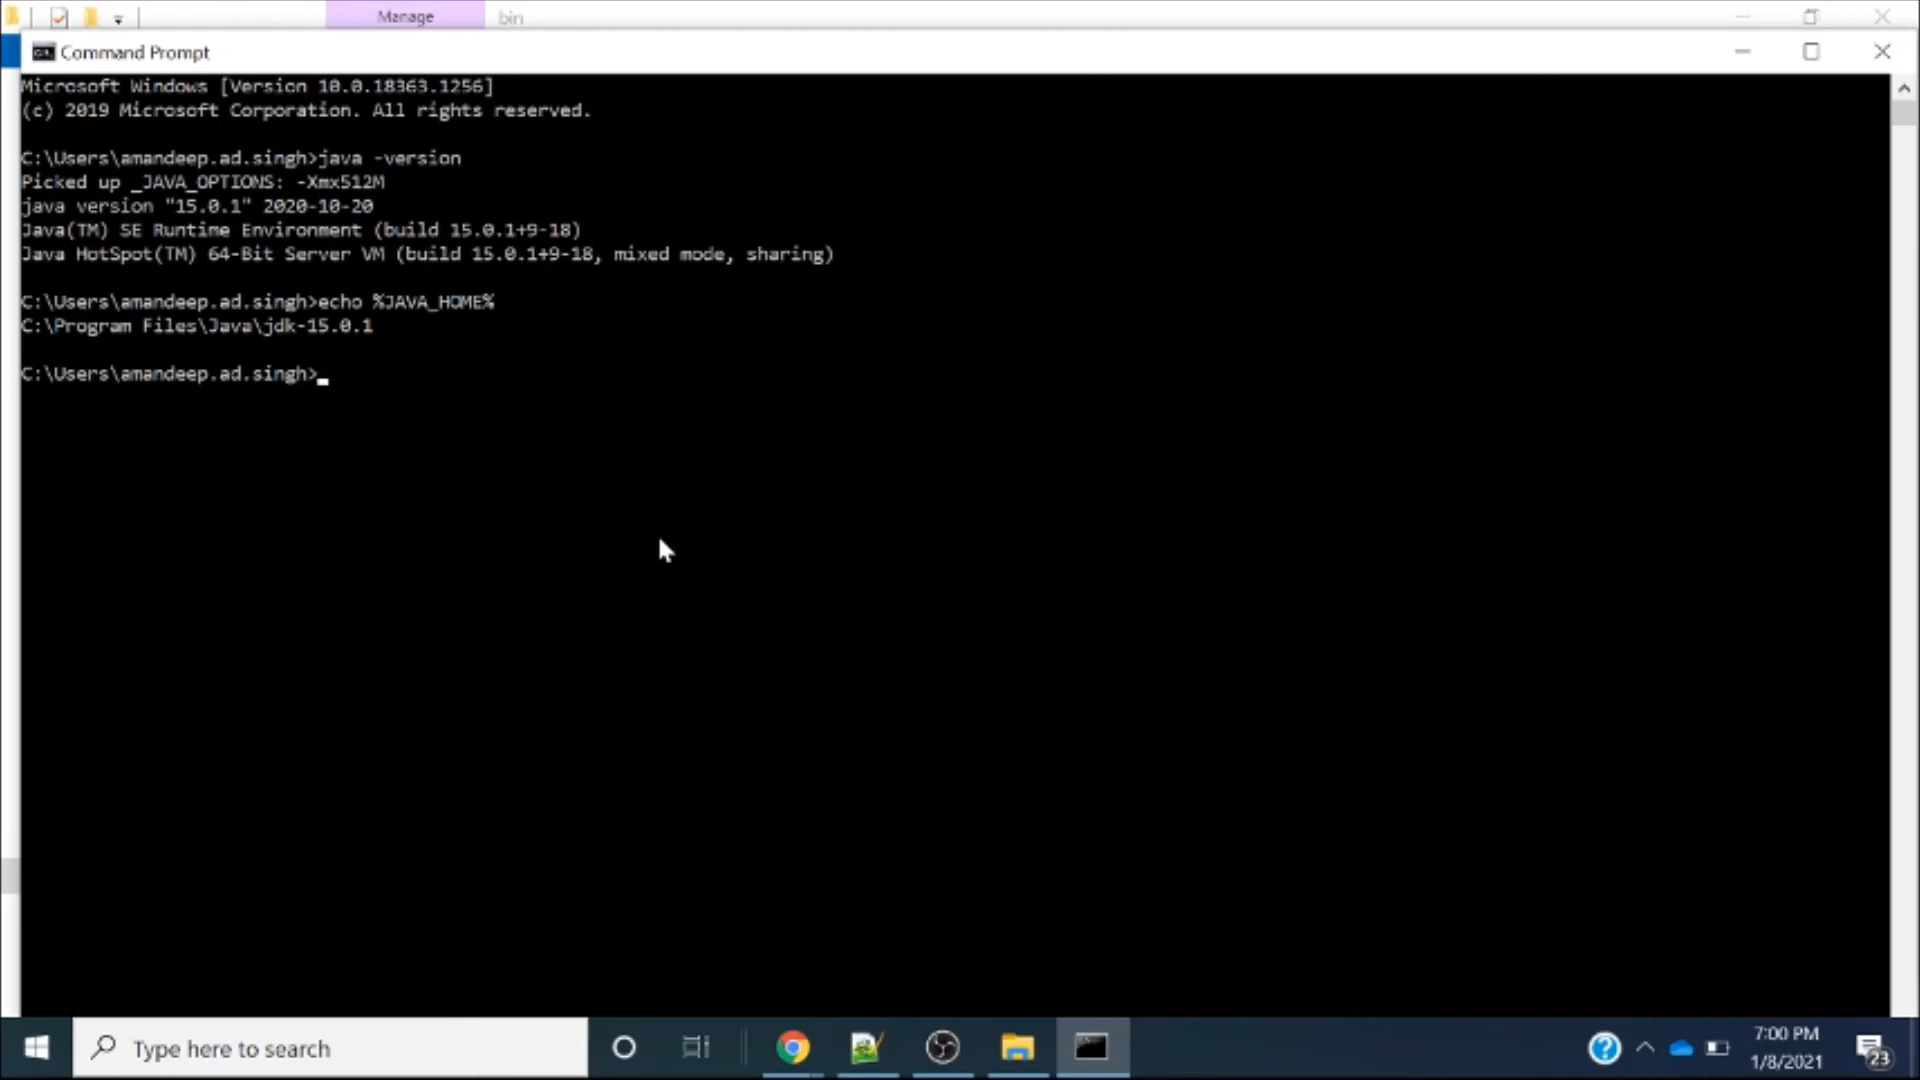 Manage
bin
Command Prompt
Microsoft Windows [Version 10.0.18363.1256]
(c) 2019 Microsoft Corporation. All rights reserved.
C:\Users\amandeep.ad.singh>java -version
Picked up _JAVA_OPTIONS: -Xmx512M
java version "15.0.1" 2020-10-20
Java(TM) SE Runtime Environment (build 15.0.1+9-18)
Java HotSpot(TM) 64-Bit Server VM (build 15.0.1+9-18, mixed mode, sharing)
C:\Users\amandeep.ad.singh>echo %JAVA_HOME%
C:\Program Files\Java\jdk-15.0.1
C:\Users\amandeep.ad.singh>
Type here to search
7:00 PM
1/8/2021
23